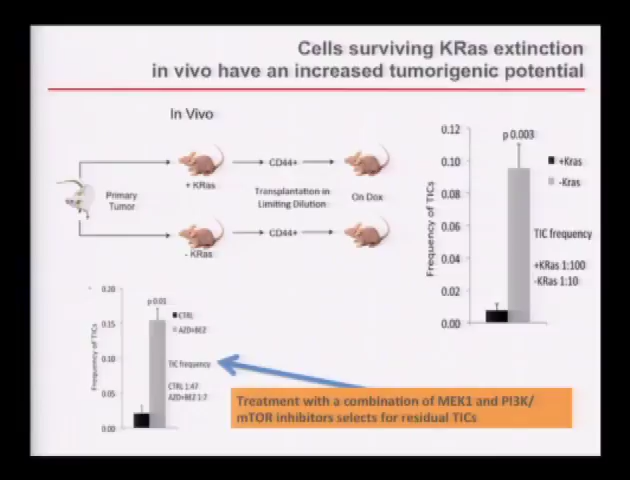 Cells surviving KRas extinction
in vivo have an increased tumorigenic potential
In Vivo
Primary
Tumor
+ KRas
CD44+
Transplantation in
Limiting Dilution
On Dox
- KRas
CD44+
Frequency of TICs
0.12
0.10
0.08
0.06
0.04
0.02
0.00
p 0.003
+Kras
-Kras
TIC frequency
+KRas 1:100
-KRas 1:10
Frequency of TICs
0.20
0.15
0.10
0.05
0.00
p 0.01
CTRL
AZD+BEZ
TIC frequency
CTRL 1:47
AZD+BEZ 1:7
Treatment with a combination of MEK1 and PI3K/
mTOR inhibitors selects for residual TICs